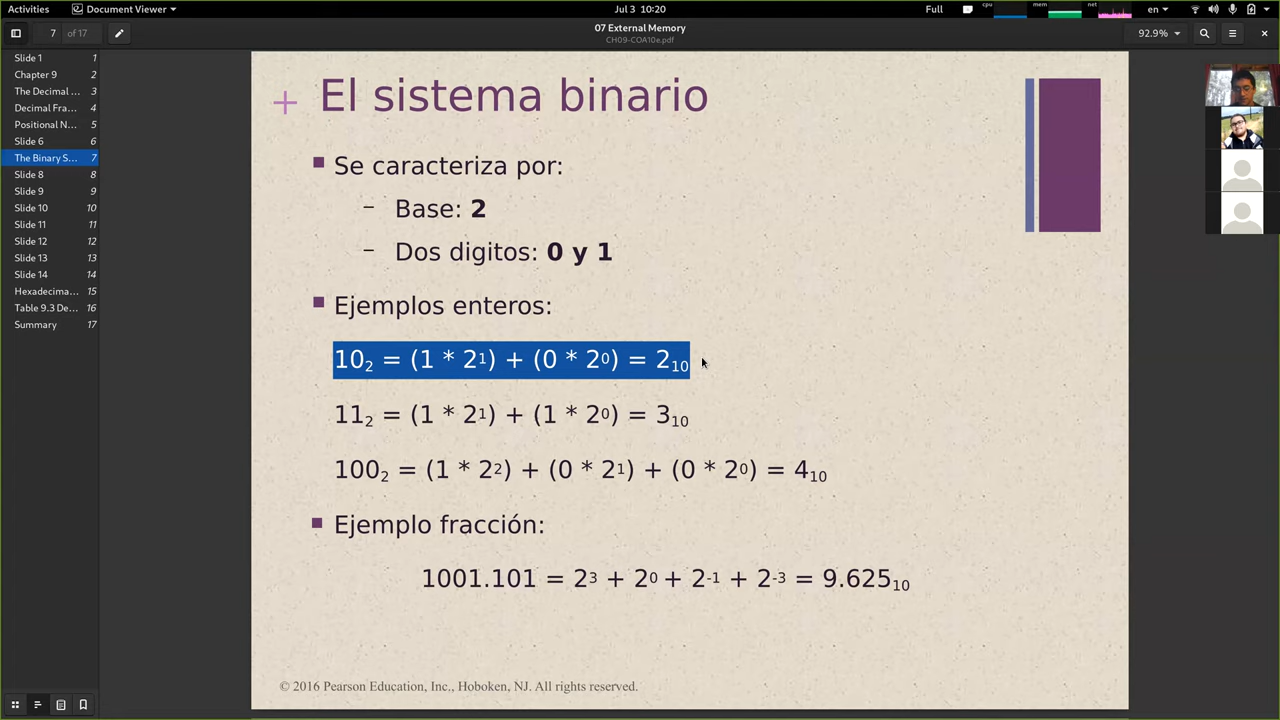 Activities
Document Viewer
Jul 3 10:20
Full
cpu
mem
net
en
7 of 17
07 External Memory
CH09-COA10e.pdf
92.9%
Slide 1 1
Chapter 9 2
The Decimal ... 3
Decimal Fra... 4
Positional N... 5
Slide 6 6
The Binary S... 7
Slide 8 8
Slide 9 9
Slide 10 10
Slide 11 11
Slide 12 12
Slide 13 13
Slide 14 14
Hexadecima... 15
Table 9.3 De... 16
Summary 17
+ El sistema binario
Se caracteriza por:
– Base: 2
– Dos digitos: 0 y 1
Ejemplos enteros:
10₂ = (1 * 2¹) + (0 * 2⁰) = 2₁₀
11₂ = (1 * 2¹) + (1 * 2⁰) = 3₁₀
100₂ = (1 * 2²) + (0 * 2¹) + (0 * 2⁰) = 4₁₀
Ejemplo fracción:
1001.101 = 2³ + 2⁰ + 2⁻¹ + 2⁻³ = 9.625₁₀
© 2016 Pearson Education, Inc., Hoboken, NJ. All rights reserved.